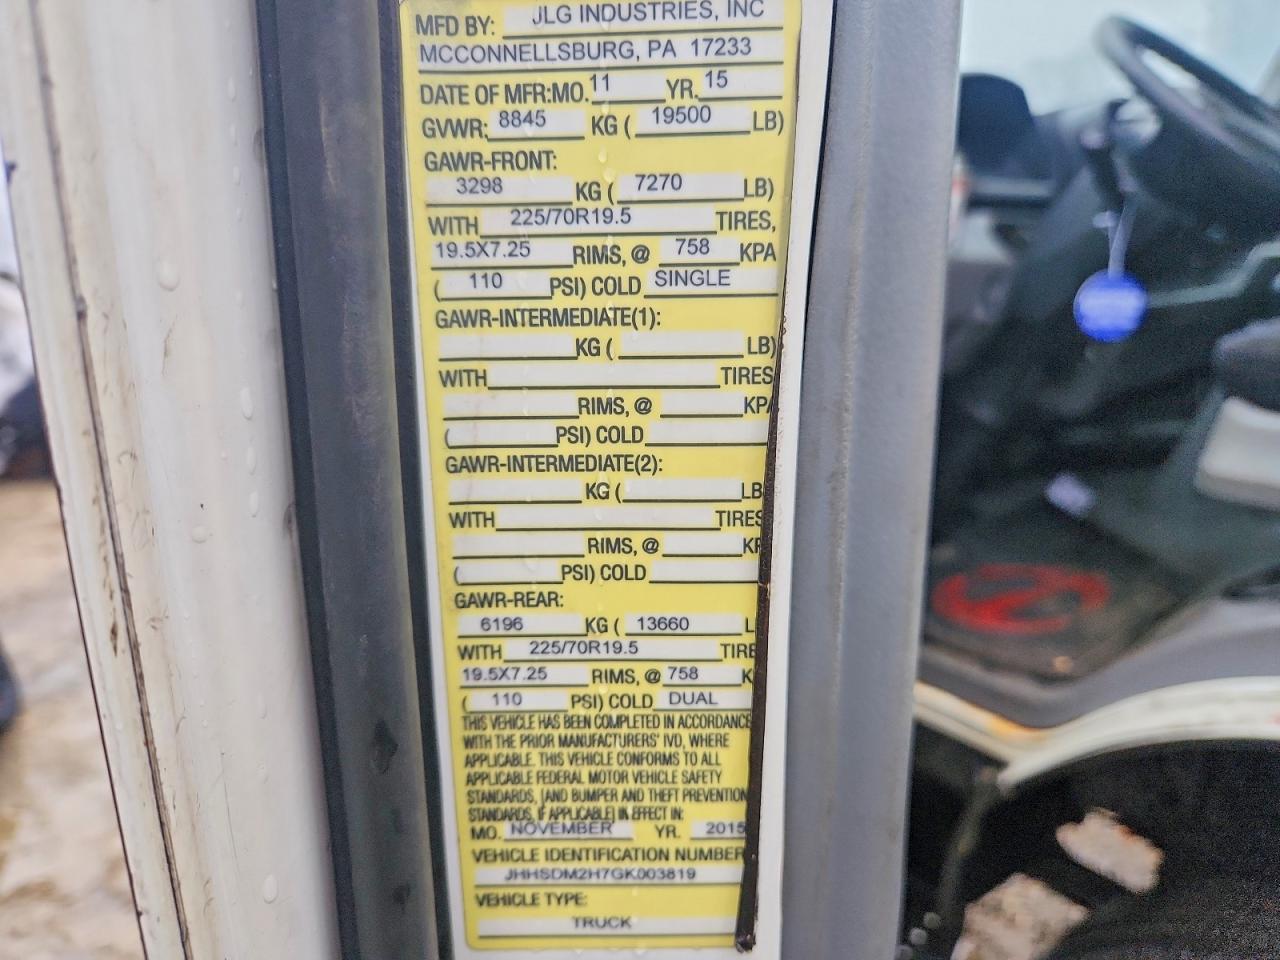 MFD BY: JLG INDUSTRIES, INC
MCCONNELLSBURG, PA 17233
DATE OF MFR:MO. 11 YR. 15
GVWR: 8845 KG ( 19500 LB)
GAWR-FRONT:
3298 KG ( 7270 LB)
WITH 225/70R19.5 TIRES,
19.5X7.25 RIMS, @ 758 KPA
( 110 PSI) COLD SINGLE
GAWR-INTERMEDIATE(1):
KG ( LB)
WITH TIRES
RIMS, @ KPA
( PSI) COLD
GAWR-INTERMEDIATE(2):
KG ( LB
WITH TIRES
RIMS, @ KP
( PSI) COLD
GAWR-REAR:
6196 KG ( 13660 L
WITH 225/70R19.5 TIRE
19.5X7.25 RIMS, @ 758 K
( 110 PSI) COLD DUAL
THIS VEHICLE HAS BEEN COMPLETED IN ACCORDANCE
WITH THE PRIOR MANUFACTURERS' IVD, WHERE
APPLICABLE. THIS VEHICLE CONFORMS TO ALL
APPLICABLE FEDERAL MOTOR VEHICLE SAFETY
STANDARDS, [AND BUMPER AND THEFT PREVENTION
STANDARDS, IF APPLICABLE] IN EFFECT IN:
MO. NOVEMBER YR. 2015
VEHICLE IDENTIFICATION NUMBER
JHHSDM2H7GK003819
VEHICLE TYPE:
TRUCK